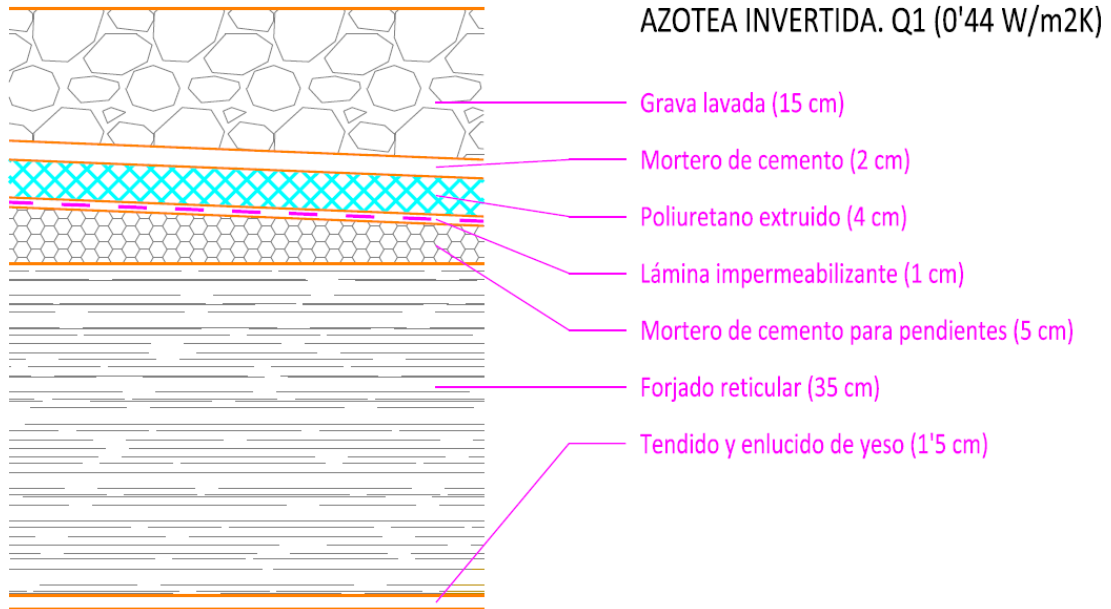 AZOTEA INVERTIDA. Q1 (0'44 W/m2K)
Grava lavada (15 cm)
Mortero de cemento (2 cm)
Poliuretano extruido (4 cm)
Lámina impermeabilizante (1 cm)
Mortero de cemento para pendientes (5 cm)
Forjado reticular (35 cm)
Tendido y enlucido de yeso (1'5 cm)